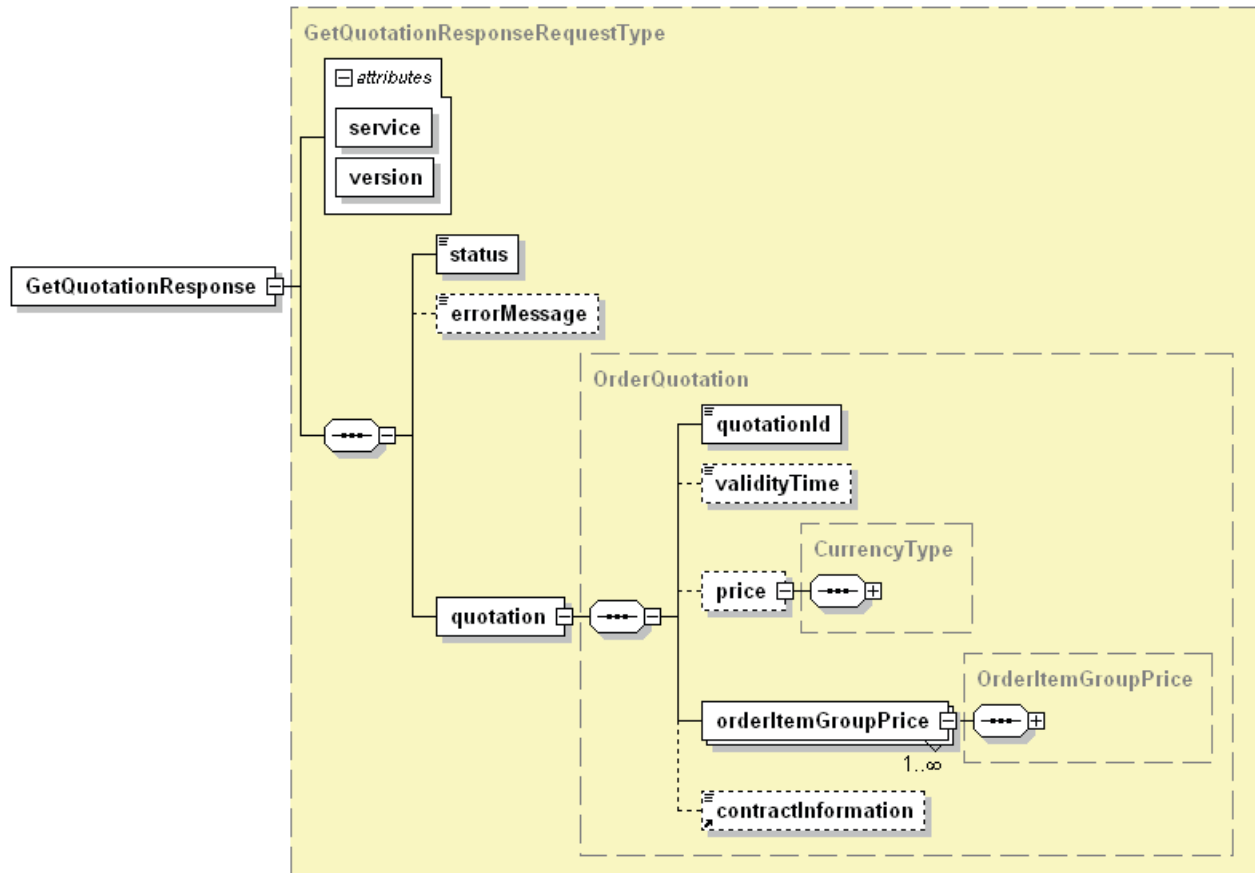 GetQuotationResponseRequestType
attributes
service
version
GetQuotationResponse
status
errorMessage
OrderQuotation
quotationId
validityTime
CurrencyType
price
quotation
OrderItemGroupPrice
orderItemGroupPrice
1..∞
contractInformation